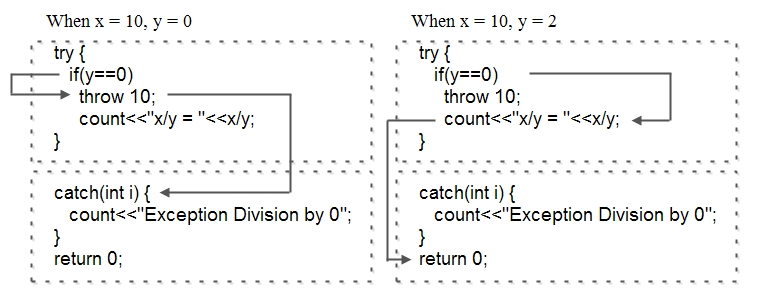 When x = 10, y = 0
try {
if(y==0)
throw 10;
count<<"x/y = "<<x/y;
}
catch(int i) {
count<<"Exception Division by 0";
}
return 0;
When x = 10, y = 2
try {
if(y==0)
throw 10;
count<<"x/y = "<<x/y;
}
catch(int i) {
count<<"Exception Division by 0";
}
return 0;